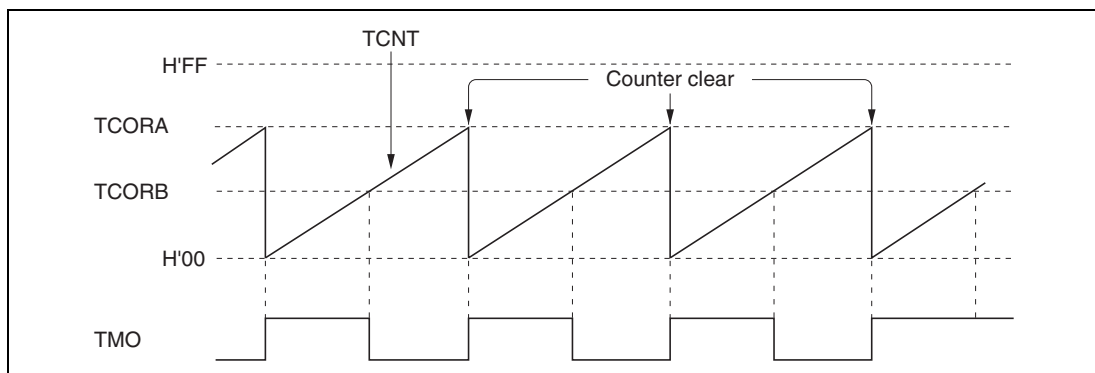 TCNT
H'FF
Counter clear
TCORA
TCORB
H'00
TMO